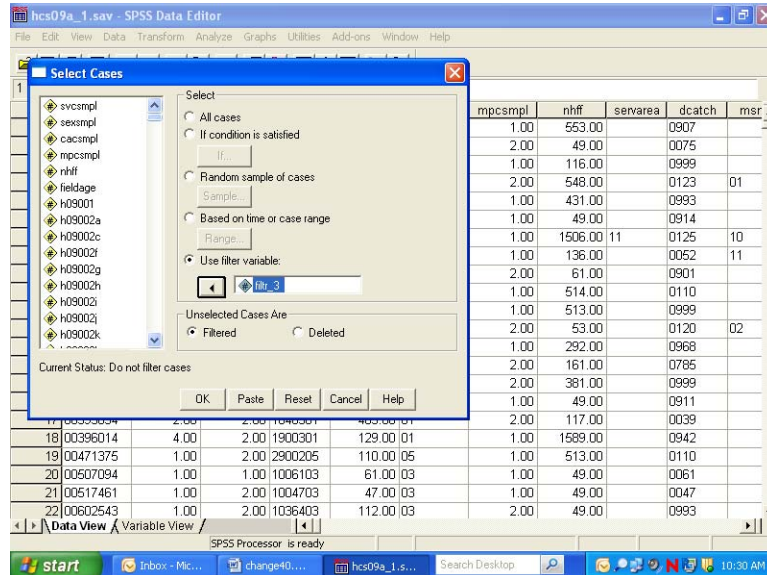 hcs09a_1.sav - SPSS Data Editor
File Edit View Data Transform Analyze Graphs Utilities Add-ons Window Help
Select Cases
1
svcsmpl
sexsmpl
cacsmpl
mpcsmpl
nhff
fieldage
h09001
h09002a
h09002c
h09002f
h09002g
h09002h
h09002i
h09002j
h09002k
Select
All cases
If condition is satisfied
If...
Random sample of cases
Sample...
Based on time or case range
Range...
Use filter variable:
filtr_3
Unselected Cases Are
Filtered Deleted
Current Status: Do not filter cases
OK Paste Reset Cancel Help
mpcsmpl nhff servarea dcatch msr
1.00 553.00 0907
2.00 49.00 0075
1.00 116.00 0999
2.00 548.00 0123 01
1.00 431.00 0993
1.00 49.00 0914
1.00 1506.00 11 0125 10
1.00 136.00 0052 11
2.00 61.00 0901
1.00 514.00 0110
1.00 513.00 0999
2.00 53.00 0120 02
1.00 292.00 0968
2.00 161.00 0785
2.00 381.00 0999
1.00 49.00 0911
2.00 117.00 0039
18 00396014 4.00 2.00 1900301 129.00 01 1.00 1589.00 0942
19 00471375 1.00 2.00 2900205 110.00 05 1.00 513.00 0110
20 00507094 1.00 1.00 1006103 61.00 03 1.00 49.00 0061
21 00517461 1.00 2.00 1004703 47.00 03 1.00 49.00 0047
22 00602543 1.00 2.00 1036403 112.00 03 2.00 49.00 0993
Data View Variable View
SPSS Processor is ready
start Inbox - Mic... change40.... hcs09a_1.s... Search Desktop 10:30 AM